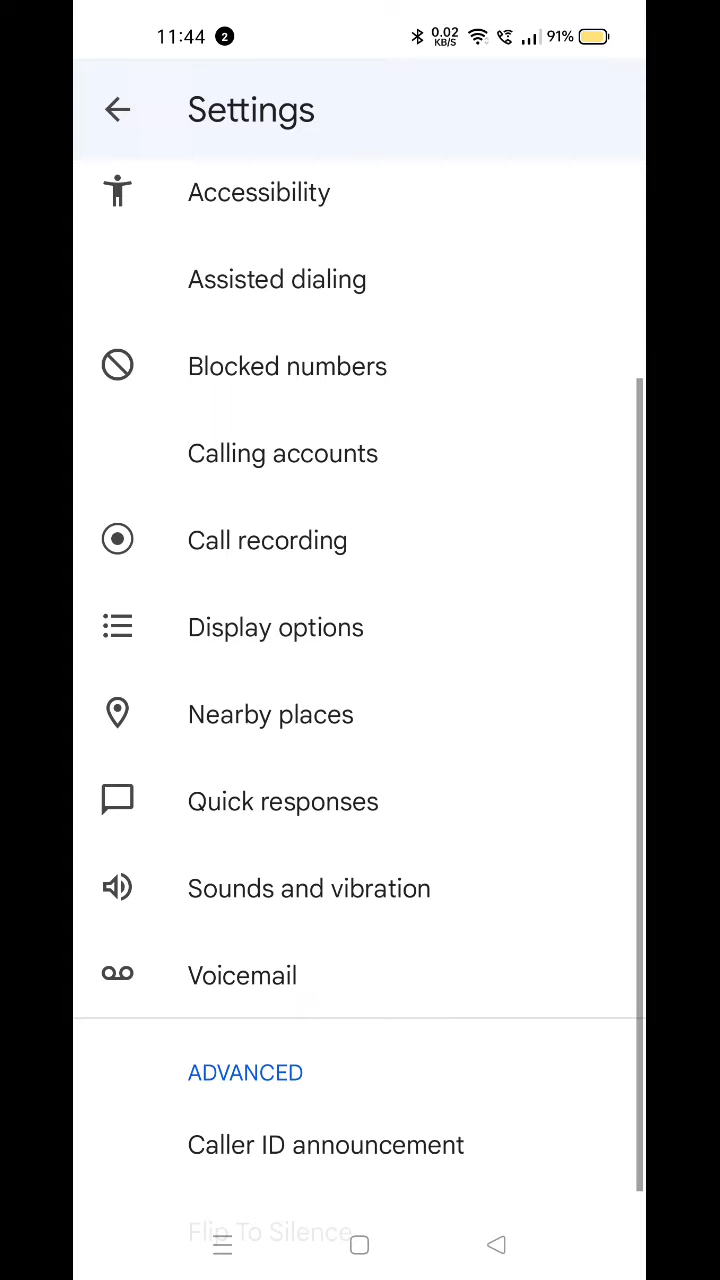 11:44 2 0.02 KB/S 91%
Settings
Accessibility
Assisted dialing
Blocked numbers
Calling accounts
Call recording
Display options
Nearby places
Quick responses
Sounds and vibration
Voicemail
ADVANCED
Caller ID announcement
Flip To Silence